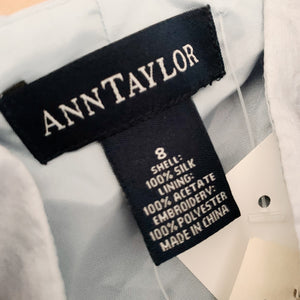 ANNTAYLOR
8
SHELL:
100% SILK
LINING:
100% ACETATE
EMBROIDERY:
100% POLYESTER
MADE IN CHINA